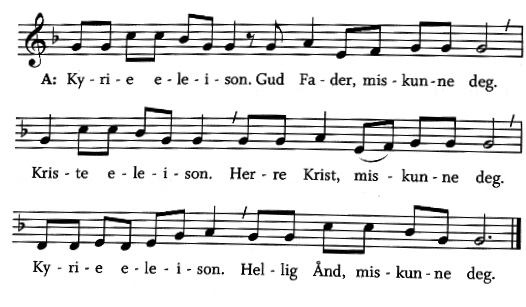 A: Ky - ri - e e - le - i - son. Gud Fa - der, mis - kun - ne deg.
Kris - te e - le - i - son. Her - re Krist, mis - kun - ne deg.
Ky - ri - e e - le - i - son. Hel - lig Ånd, mis - kun - ne deg.